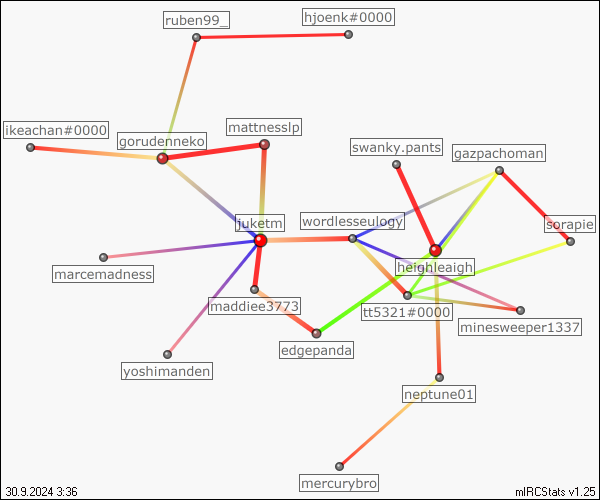 ruben99_
hjoenk#0000
ikeachan#0000
gorudenneko
mattnesslp
swanky.pants
gazpachoman
juketm
wordlesseulogy
sorapie
marcemadness
heighleaigh
maddiee3773
tt5321#0000
minesweeper1337
edgepanda
yoshimanden
neptune01
mercurybro
30.9.2024 3:36
mIRCStats v1.25